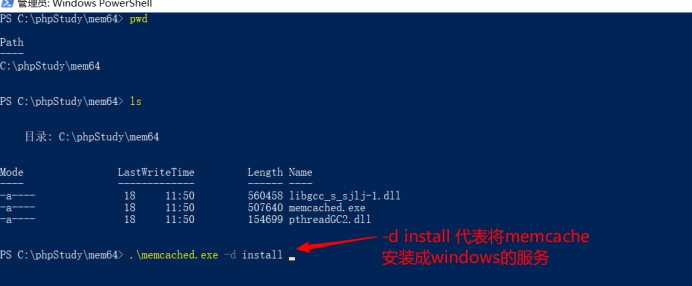 管理员: Windows PowerShell
PS C:\phpStudy\mem64> pwd
Path
----
C:\phpStudy\mem64
PS C:\phpStudy\mem64> ls
目录: C:\phpStudy\mem64
Mode LastWriteTime Length Name
---- ------------- ------ ----
-a---- 18 11:50 560458 libgcc_s_sjlj-1.dll
-a---- 18 11:50 507640 memcached.exe
-a---- 18 11:50 154699 pthreadGC2.dll
-d install 代表将memcache
PS C:\phpStudy\mem64> .\memcached.exe -d install
安装成windows的服务